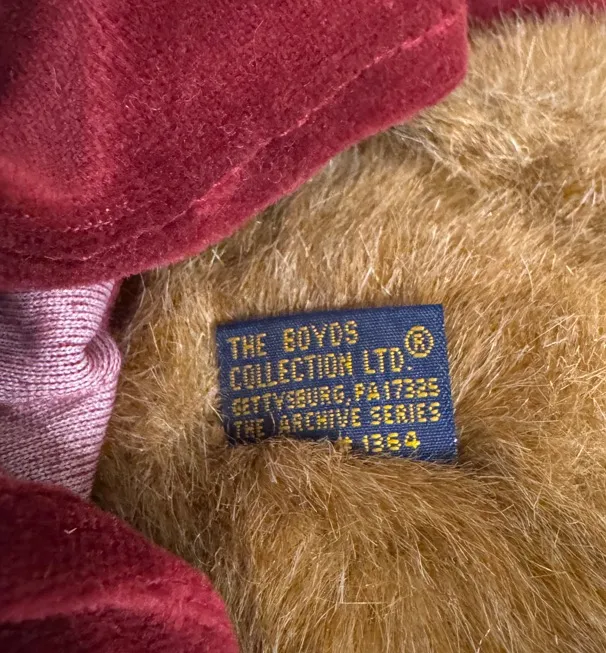 THE BOYDS
COLLECTION LTD.®
GETTYSBURG, PA 17325
(THE) ARCHIVE SERIES
1364